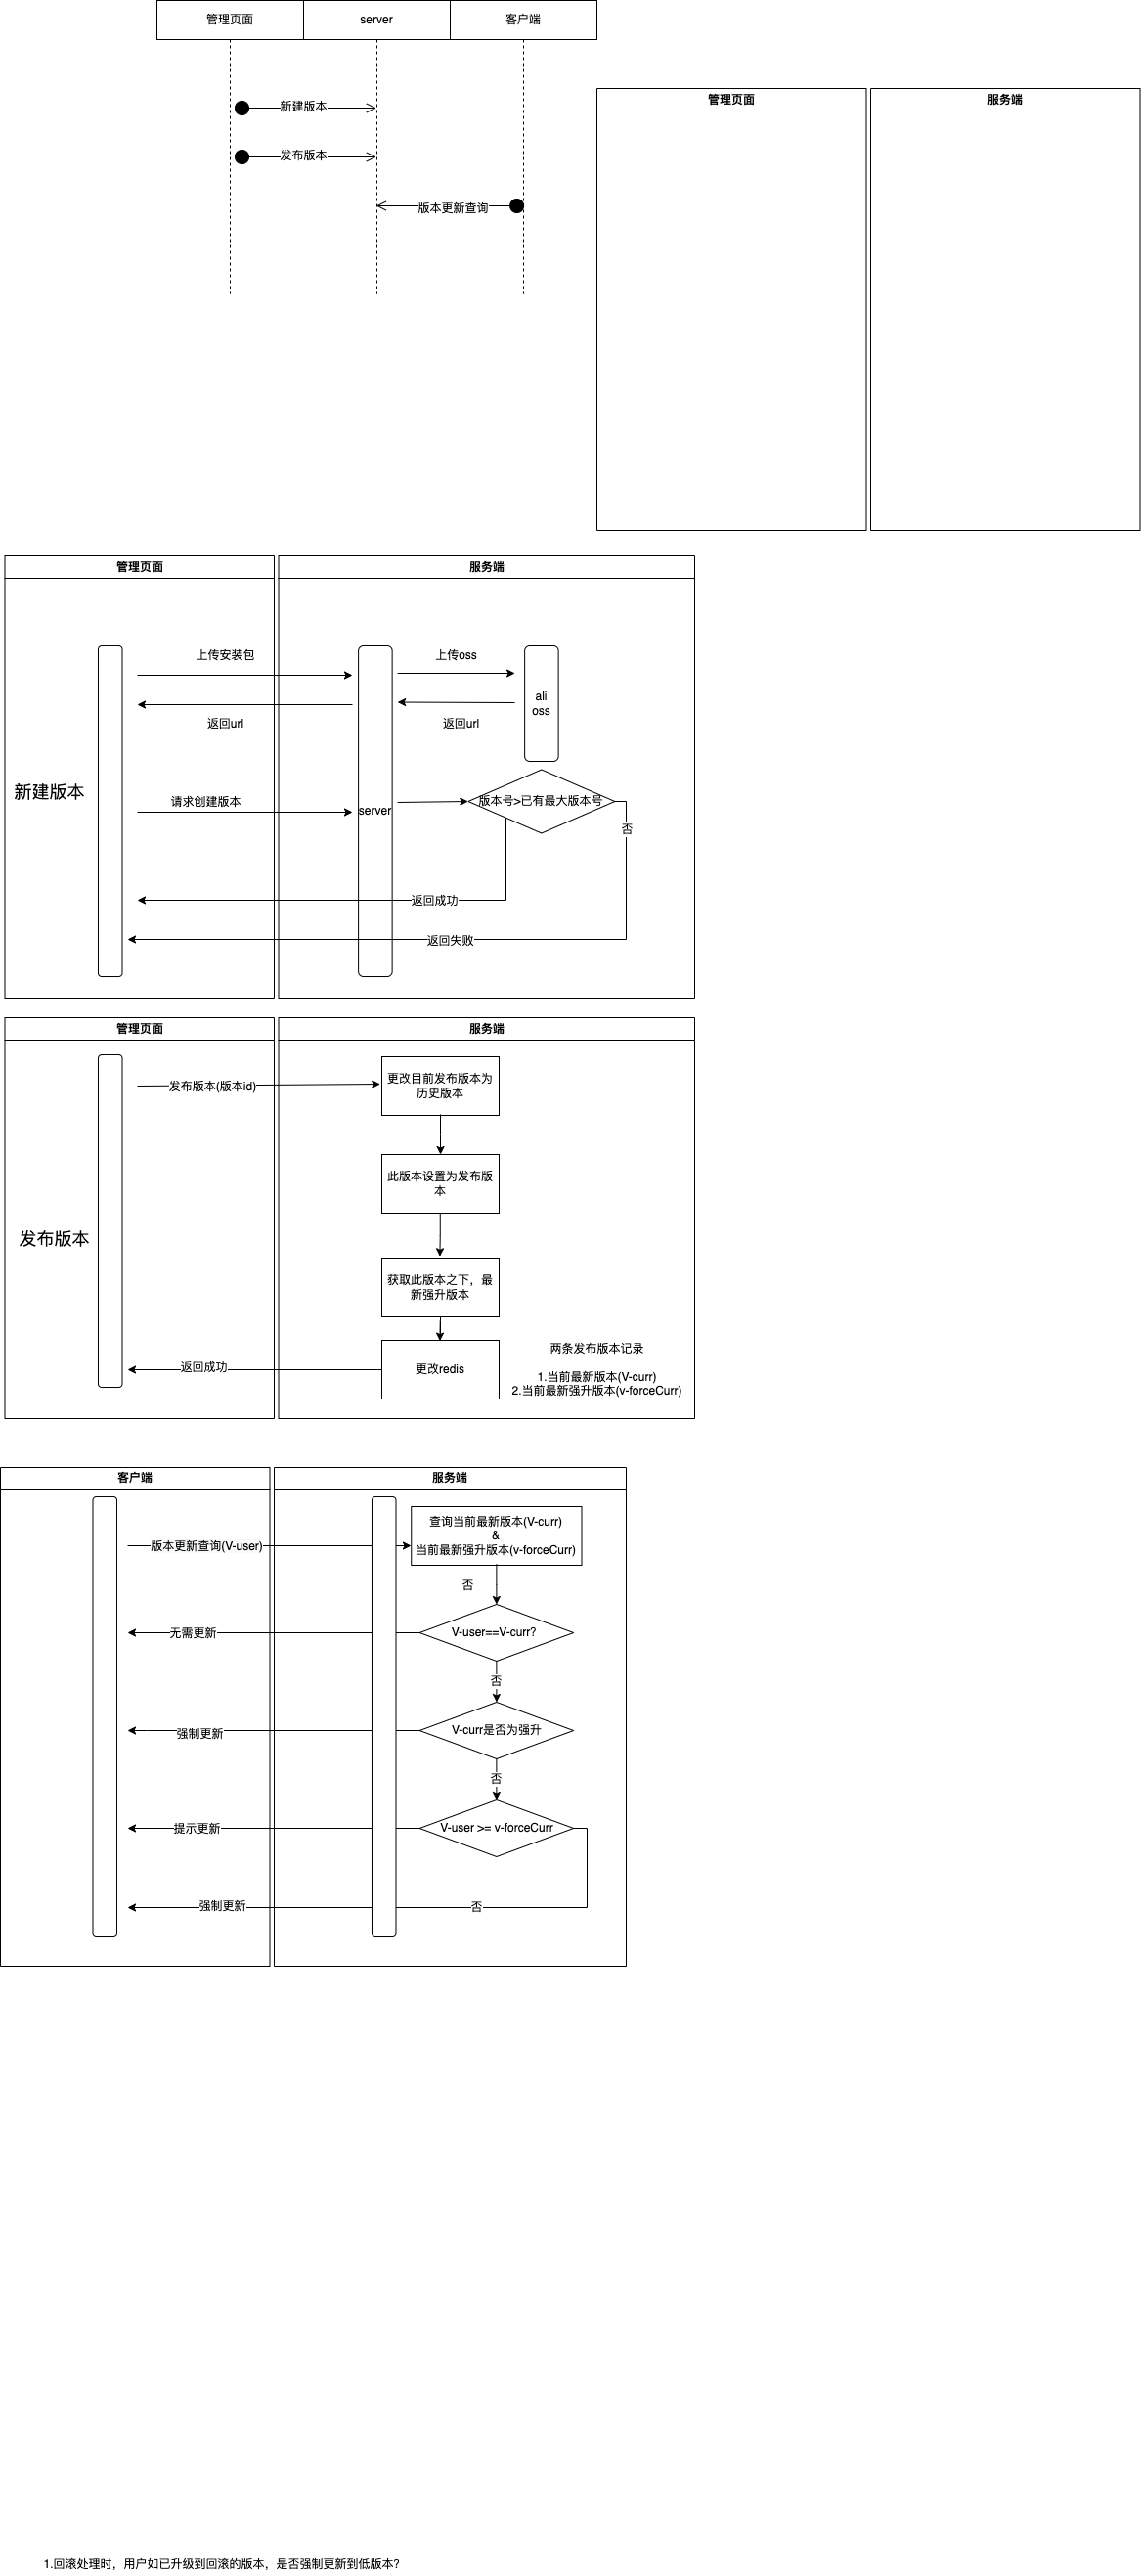 管理页面
server
客户端
新建版本
发布版本
版本更新查询
管理页面
服务端
管理页面
服务端
上传安装包
上传oss
ali
oss
返回url
返回url
新建版本
请求创建版本
server
版本号>已有最大版本号
否
返回成功
返回失败
管理页面
服务端
发布版本(版本id)
更改目前发布版本为
历史版本
此版本设置为发布版
本
发布版本
获取此版本之下，最
新强升版本
返回成功
更改redis
两条发布版本记录
1.当前最新版本(V-curr)
2.当前最新强升版本(v-forceCurr)
客户端
服务端
版本更新查询(V-user)
查询当前最新版本(V-curr)
&
当前最新强升版本(v-forceCurr)
否
无需更新
V-user==V-curr?
否
强制更新
V-curr是否为强升
否
提示更新
V-user >= v-forceCurr
强制更新
否
1.回滚处理时，用户如已升级到回滚的版本，是否强制更新到低版本?